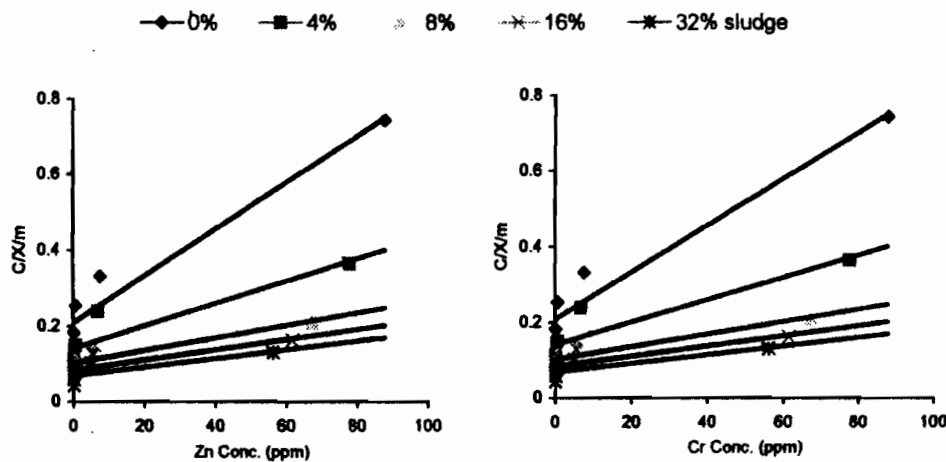 0% 4% 8% 16% 32% sludge
0.8 0.8
0.6 0.6
C/X/m 0.4 C/X/m 0.4
0.2 0.2
0 0
0 20 40 60 80 100 0 20 40 60 80 100
Zn Conc. (ppm) Cr Conc. (ppm)